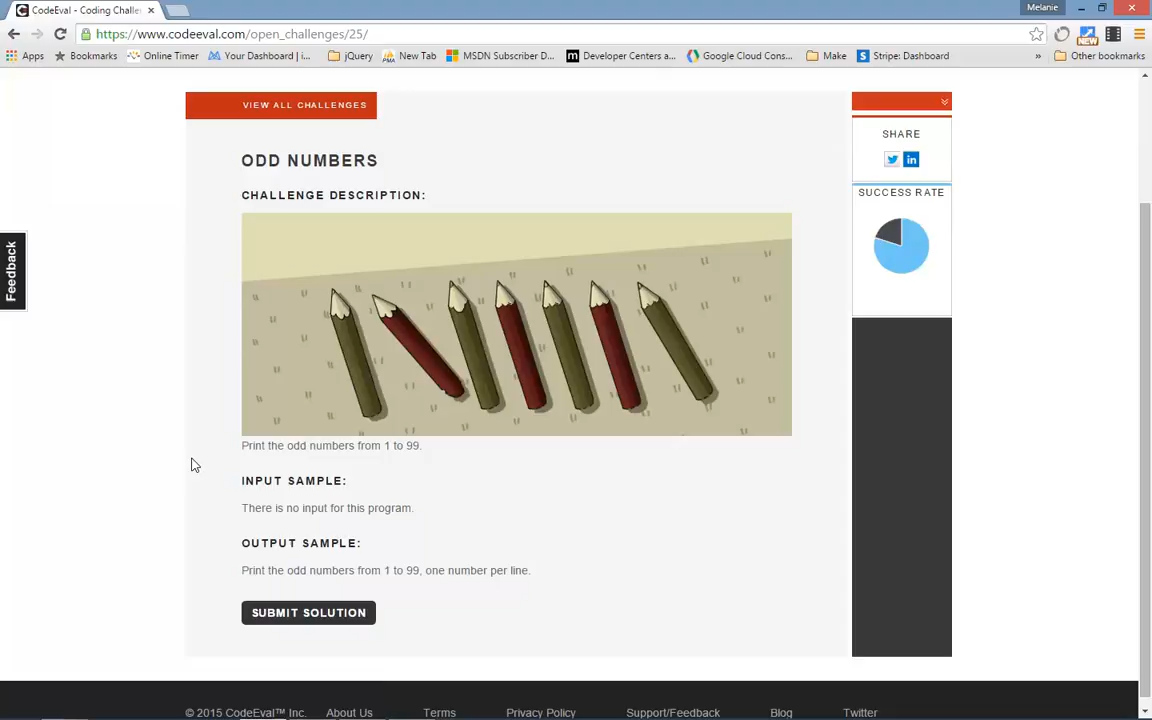 CodeEval - Coding Challe
Melanie
https://www.codeeval.com/open_challenges/25/
Apps Bookmarks Online Timer Your Dashboard | i... jQuery New Tab MSDN Subscriber D... Developer Centers a... Google Cloud Cons... Make Stripe: Dashboard » Other bookmarks
NEW
VIEW ALL CHALLENGES
SHARE
SUCCESS RATE
Feedback
ODD NUMBERS
CHALLENGE DESCRIPTION:
Print the odd numbers from 1 to 99.
INPUT SAMPLE:
There is no input for this program.
OUTPUT SAMPLE:
Print the odd numbers from 1 to 99, one number per line.
SUBMIT SOLUTION
© 2015 CodeEval™ Inc. About Us Terms Privacy Policy Support/Feedback Blog Twitter